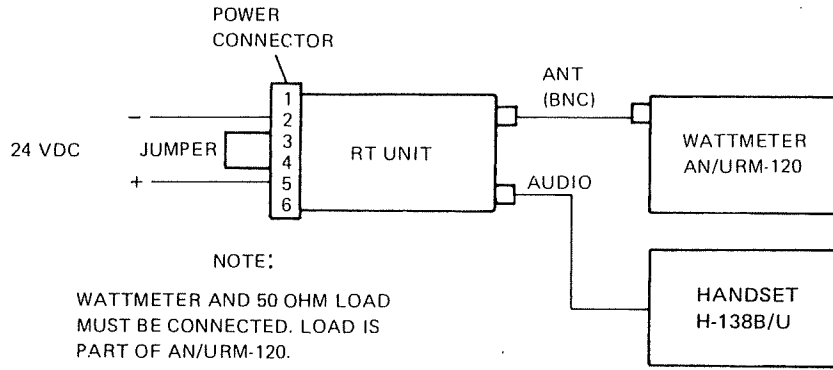 POWER
CONNECTOR
1
2
3
4
5
6
−
24 VDC
JUMPER
+
RT UNIT
ANT
(BNC)
AUDIO
WATTMETER
AN/URM-120
HANDSET
H-138B/U
NOTE:
WATTMETER AND 50 OHM LOAD
MUST BE CONNECTED. LOAD IS
PART OF AN/URM-120.